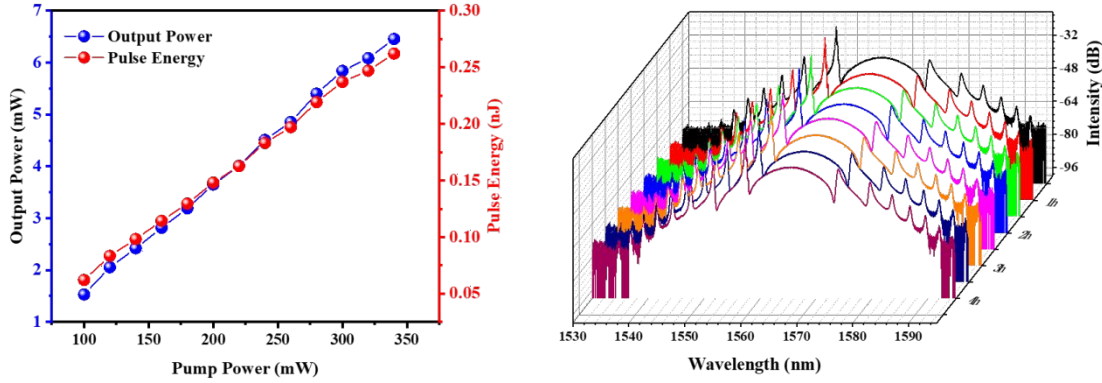 7
6
5
4
3
2
1
Output Power (mW)
Output Power
Pulse Energy
0.30
0.25
0.20
0.15
0.10
0.05
Pulse Energy (nJ)
100
150
200
250
300
350
Pump Power (mW)
-32
-48
-64
-80
-96
Intensity (dB)
1h
2h
3h
4h
1530
1540
1550
1560
1570
1580
1590
Wavelength (nm)